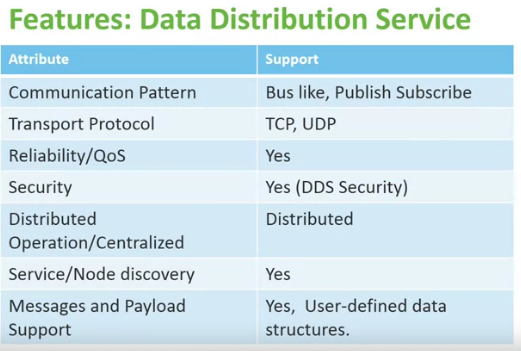 Features: Data Distribution Service
Attribute Support
Communication Pattern Bus like, Publish Subscribe
Transport Protocol TCP, UDP
Reliability/QoS Yes
Security Yes (DDS Security)
Distributed Distributed
Operation/Centralized
Service/Node discovery Yes
Messages and Payload Yes, User-defined data
Support structures.